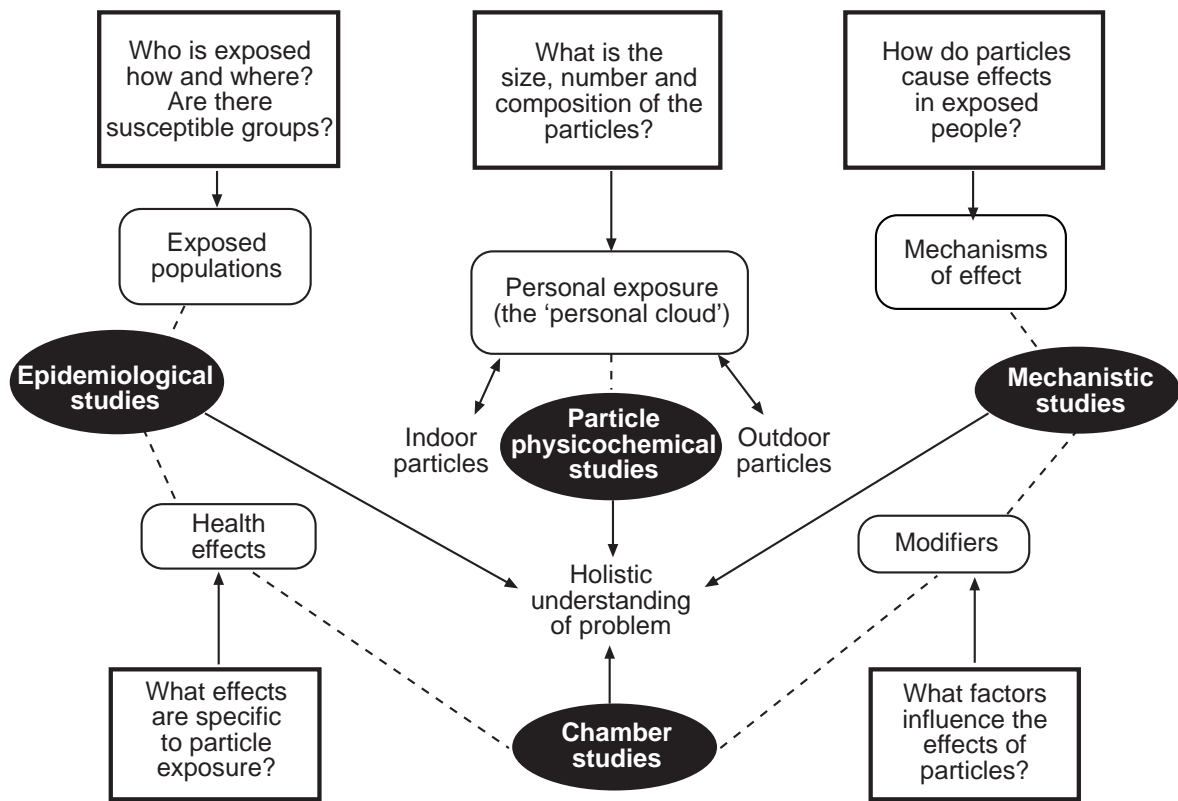 Who is exposed
how and where?
Are there
susceptible groups?
What is the
size, number and
composition of the
particles?
How do particles
cause effects
in exposed
people?
Exposed
populations
Personal exposure
(the ‘personal cloud’)
Mechanisms
of effect
Epidemiological
studies
Indoor
particles
Particle
physicochemical
studies
Outdoor
particles
Mechanistic
studies
Health
effects
Holistic
understanding
of problem
Modifiers
What effects
are specific
to particle
exposure?
Chamber
studies
What factors
influence the
effects of
particles?